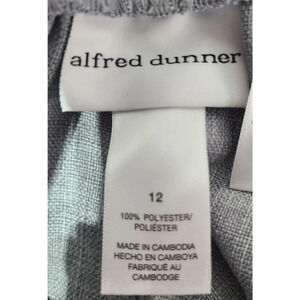 alfred dunner
12
100% POLYESTER/
POLIÉSTER
MADE IN CAMBODIA
HECHO EN CAMBOYA
FABRIQUÉ AU
CAMBODGE